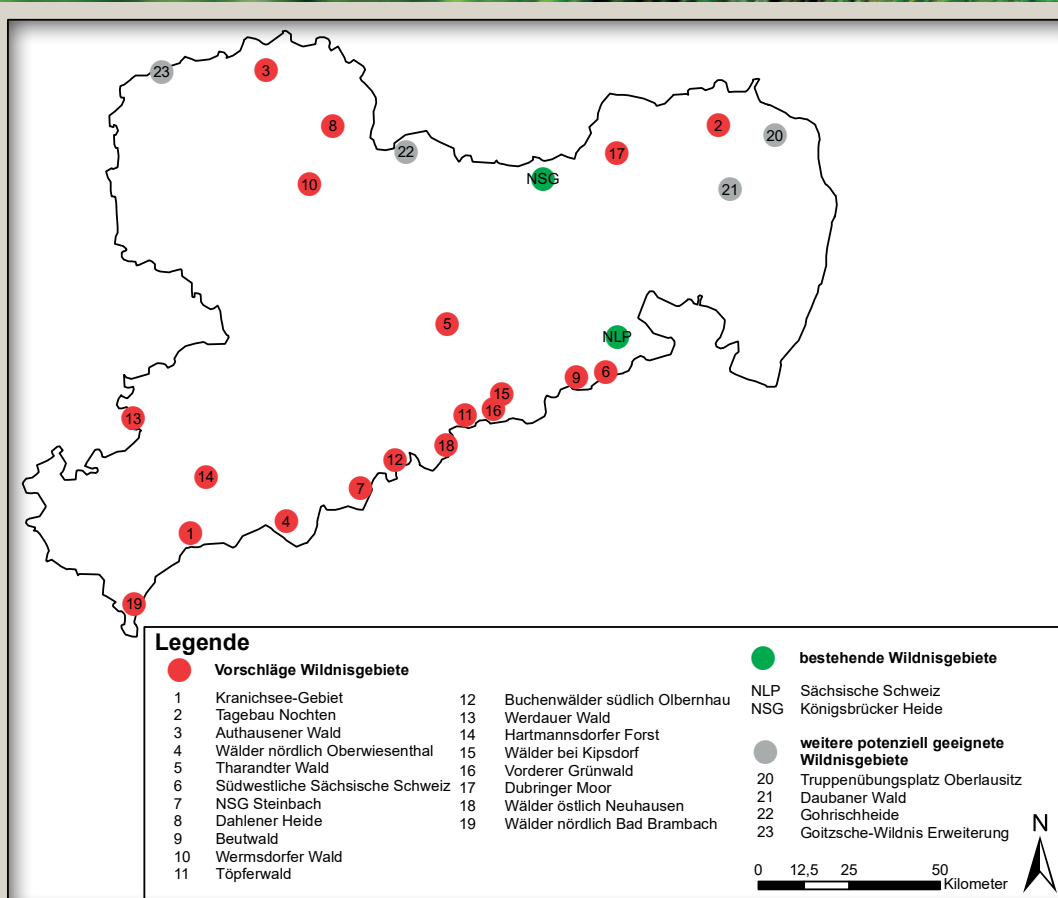 23
3
8
22
10
NSG
17
2
20
21
5
NLP
6
9
15
16
11
18
12
7
13
14
4
1
19
Legende
Vorschläge Wildnisgebiete
1 Kranichsee-Gebiet
2 Tagebau Nochten
3 Authausener Wald
4 Wälder nördlich Oberwiesenthal
5 Tharandter Wald
6 Südwestliche Sächsische Schweiz
7 NSG Steinbach
8 Dahlener Heide
9 Beutwald
10 Wermsdorfer Wald
11 Töpferwald
12 Buchenwälder südlich Olbernhau
13 Werdauer Wald
14 Hartmannsdorfer Forst
15 Wälder bei Kipsdorf
16 Vorderer Grünwald
17 Dubringer Moor
18 Wälder östlich Neuhausen
19 Wälder nördlich Bad Brambach
bestehende Wildnisgebiete
NLP Sächsische Schweiz
NSG Königsbrücker Heide
weitere potenziell geeignete
Wildnisgebiete
20 Truppenübungsplatz Oberlausitz
21 Daubaner Wald
22 Gohrischheide
23 Goitzsche-Wildnis Erweiterung
0 12,5 25 50
Kilometer
N